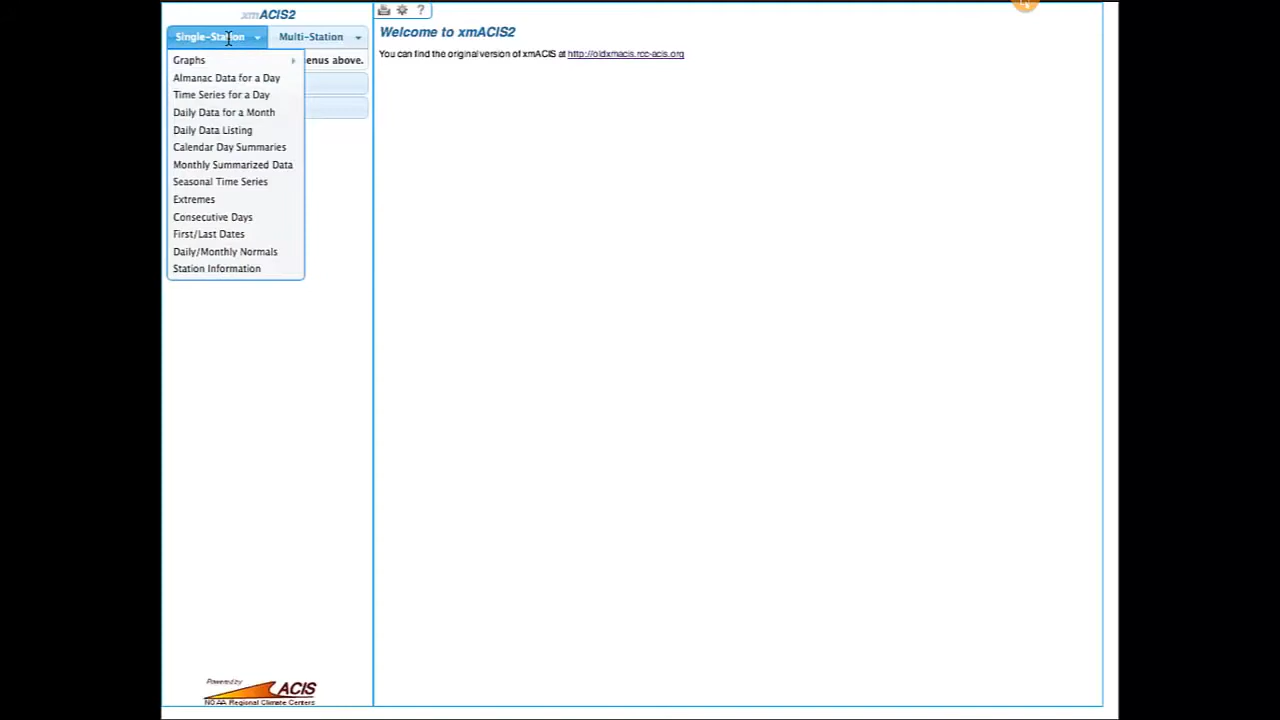 xmACIS2
Single-Station
Multi-Station
Graphs
enus above.
Almanac Data for a Day
Time Series for a Day
Daily Data for a Month
Daily Data Listing
Calendar Day Summaries
Monthly Summarized Data
Seasonal Time Series
Extremes
Consecutive Days
First/Last Dates
Daily/Monthly Normals
Station Information
Powered by
ACIS
NOAA Regional Climate Centers
?
Welcome to xmACIS2
You can find the original version of xmACIS at http://oldxmacis.rcc-acis.org